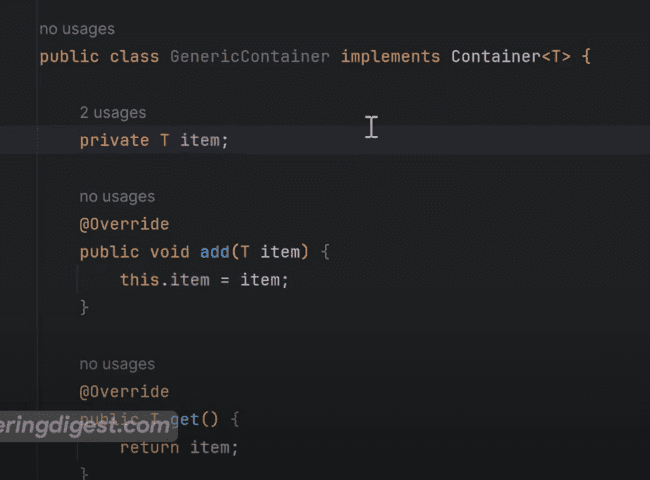 no usages
public class GenericContainer implements Container<T> {
2 usages
private T item;
no usages
@Override
public void add(T item) {
this.item = item;
}
no usages
@Override
public T get() {
eringdigest.com
return item;
}